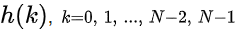 h(k), k=0, 1, ..., N−2, N−1